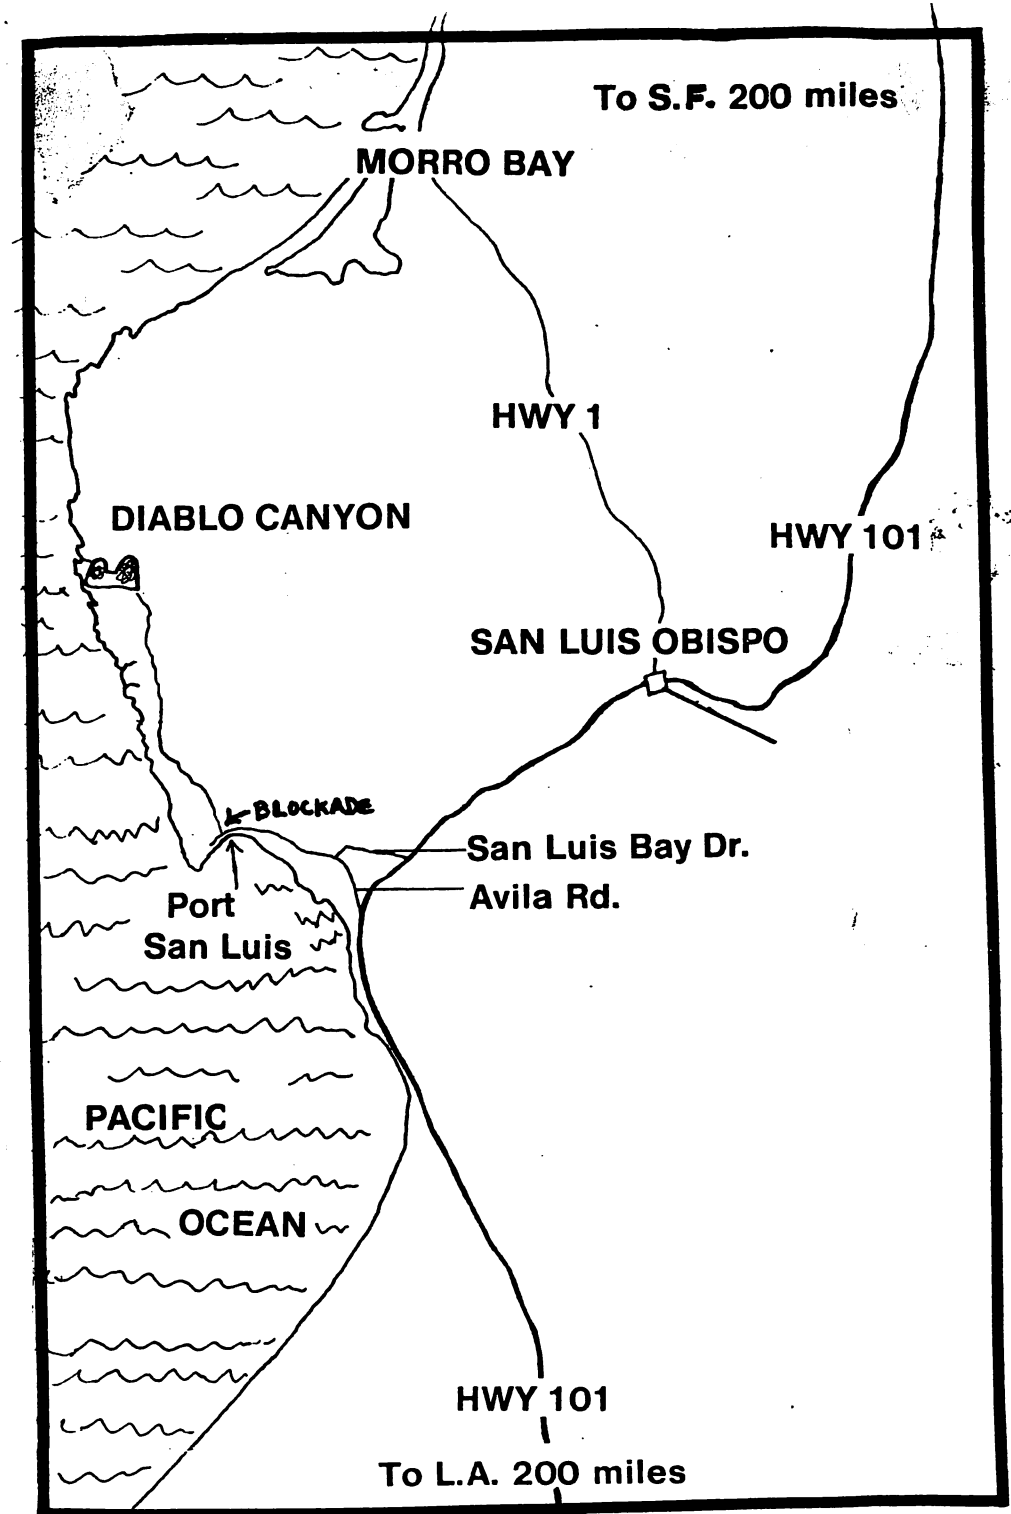 To S.F. 200 miles
MORRO BAY
HWY 1
DIABLO CANYON
HWY 101
SAN LUIS OBISPO
BLOCKADE
San Luis Bay Dr.
Avila Rd.
Port
San Luis
PACIFIC
OCEAN
HWY 101
To L.A. 200 miles